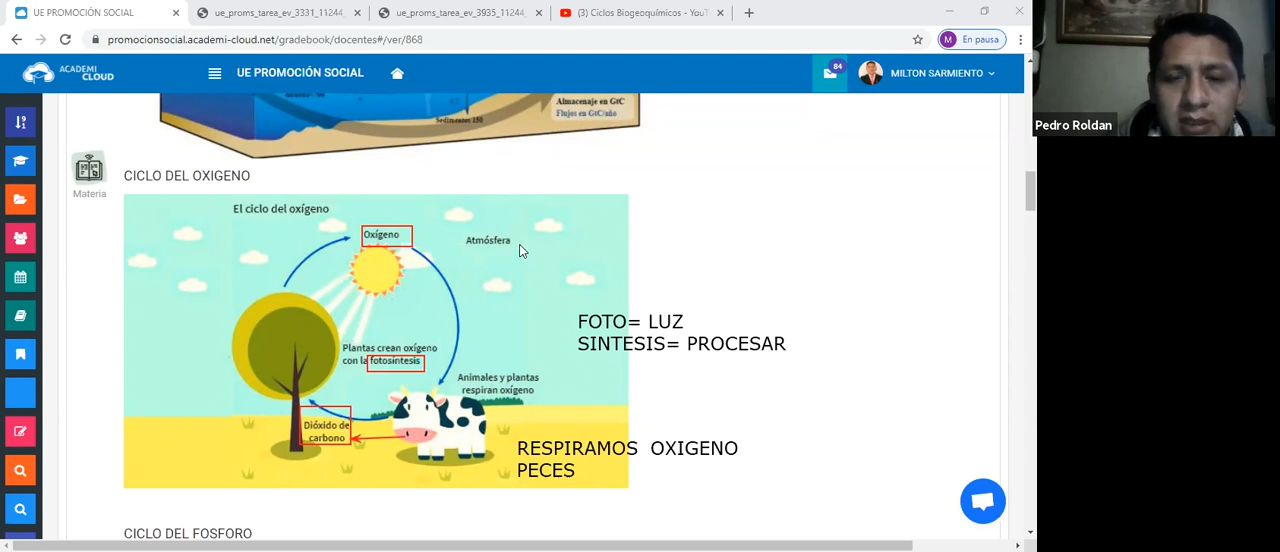 UE PROMOCIÓN SOCIAL
ue_proms_tarea_ev_3331_11244_
ue_proms_tarea_ev_3935_11244_
(3) Ciclos Biogeoquímicos - YouT
promocionsocial.academi-cloud.net/gradebook/docentes#/ver/868
M
En pausa
ACADEMI
CLOUD
UE PROMOCIÓN SOCIAL
84
MILTON SARMIENTO
Pedro Roldan
Almacenaje en GtC
Flujos en GtC/año
Sedimentos 150
Materia
CICLO DEL OXIGENO
El ciclo del oxígeno
Oxígeno
Atmósfera
Plantas crean oxígeno
con la fotosíntesis
Animales y plantas
respiran oxígeno
Dióxido de
carbono
FOTO= LUZ
SINTESIS= PROCESAR
RESPIRAMOS OXIGENO
PECES
CICLO DEL FOSFORO